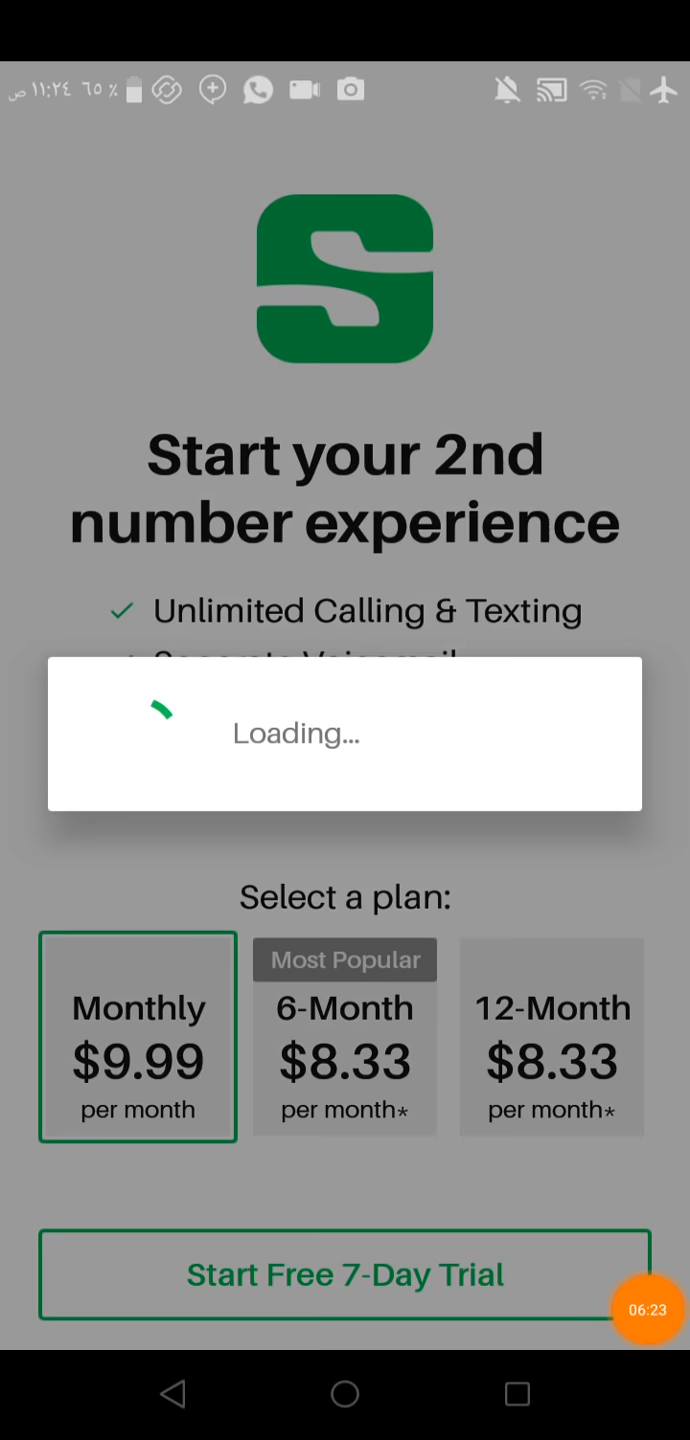 ١١:٢٤ ص ٦٥ ٪
Start your 2nd
number experience
Unlimited Calling & Texting
Separate Voicemail
Loading...
Select a plan:
Most Popular
Monthly
$9.99
per month
6-Month
$8.33
per month*
12-Month
$8.33
per month*
Start Free 7-Day Trial
06:23